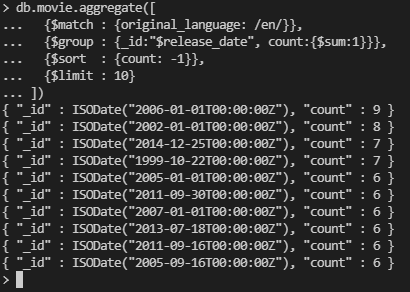 > db.movie.aggregate([
...   {$match : {original_language: /en/}},
...   {$group : {_id:"$release_date", count:{$sum:1}}},
...   {$sort  : {count: -1}},
...   {$limit : 10}
... ])
{ "_id" : ISODate("2006-01-01T00:00:00Z"), "count" : 9 }
{ "_id" : ISODate("2002-01-01T00:00:00Z"), "count" : 8 }
{ "_id" : ISODate("2014-12-25T00:00:00Z"), "count" : 7 }
{ "_id" : ISODate("1999-10-22T00:00:00Z"), "count" : 7 }
{ "_id" : ISODate("2005-01-01T00:00:00Z"), "count" : 6 }
{ "_id" : ISODate("2011-09-30T00:00:00Z"), "count" : 6 }
{ "_id" : ISODate("2007-01-01T00:00:00Z"), "count" : 6 }
{ "_id" : ISODate("2013-07-18T00:00:00Z"), "count" : 6 }
{ "_id" : ISODate("2011-09-16T00:00:00Z"), "count" : 6 }
{ "_id" : ISODate("2005-09-16T00:00:00Z"), "count" : 6 }
>